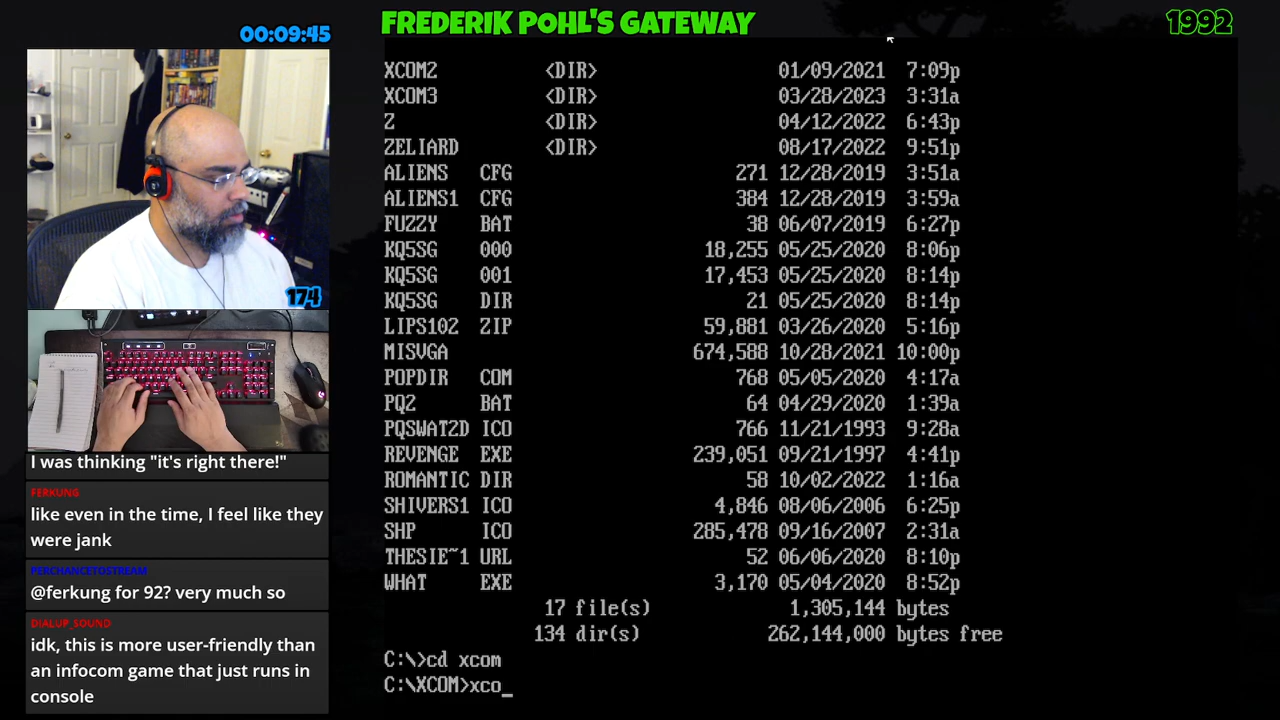 00:09:45
FREDERIK POHL'S GATEWAY
1992
XCOM2 <DIR> 01/09/2021 7:09p
XCOM3 <DIR> 03/28/2023 3:31a
Z <DIR> 04/12/2022 6:43p
ZELIARD <DIR> 08/17/2022 9:51p
ALIENS CFG 271 12/28/2019 3:51a
ALIENS1 CFG 384 12/28/2019 3:59a
FUZZY BAT 38 06/07/2019 6:27p
KQ5SG 000 18,255 05/25/2020 8:06p
KQ5SG 001 17,453 05/25/2020 8:14p
KQ5SG DIR 21 05/25/2020 8:14p
LIPS102 ZIP 59,881 03/26/2020 5:16p
MISVGA 674,588 10/28/2021 10:00p
POPDIR COM 768 05/05/2020 4:17a
PQ2 BAT 64 04/29/2020 1:39a
PQSWAT2D ICO 766 11/21/1993 9:28a
REVENGE EXE 239,051 09/21/1997 4:41p
ROMANTIC DIR 58 10/02/2022 1:16a
SHIVERS1 ICO 4,846 08/06/2006 6:25p
SHP ICO 285,478 09/16/2007 2:31a
THESIE~1 URL 52 06/06/2020 8:10p
WHAT EXE 3,170 05/04/2020 8:52p
17 file(s) 1,305,144 bytes
134 dir(s) 262,144,000 bytes free
C:\>cd xcom
C:\XCOM>xco_
174
I was thinking "it's right there!"
FERKUNG
like even in the time, I feel like they
were jank
PERCHANCETOSTREAM
@ferkung for 92? very much so
DIALUP_SOUND
idk, this is more user-friendly than
an infocom game that just runs in
console